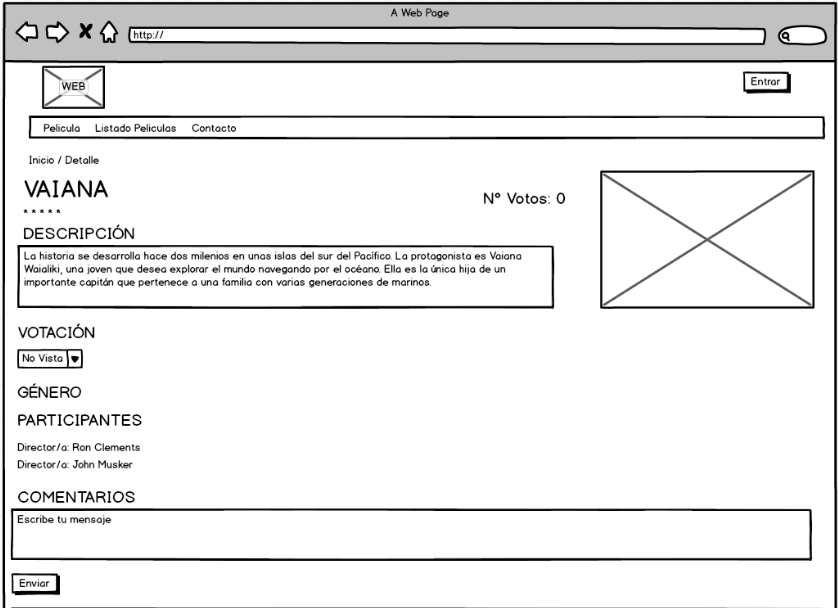 A Web Page
http://
WEB
Entrar
Pelicula Listado Peliculas Contacto
Inicio / Detalle
VAIANA
* * * * *
Nº Votos: 0
DESCRIPCIÓN
La historia se desarrolla hace dos milenios en unas islas del sur del Pacífico. La protagonista es Vaiana
Waialiki, una joven que desea explorar el mundo navegando por el océano. Ella es la única hija de un
importante capitán que pertenece a una familia con varias generaciones de marinos.
VOTACIÓN
No Vista
GÉNERO
PARTICIPANTES
Director/a: Ron Clements
Director/a: John Musker
COMENTARIOS
Escribe tu mensaje
Enviar